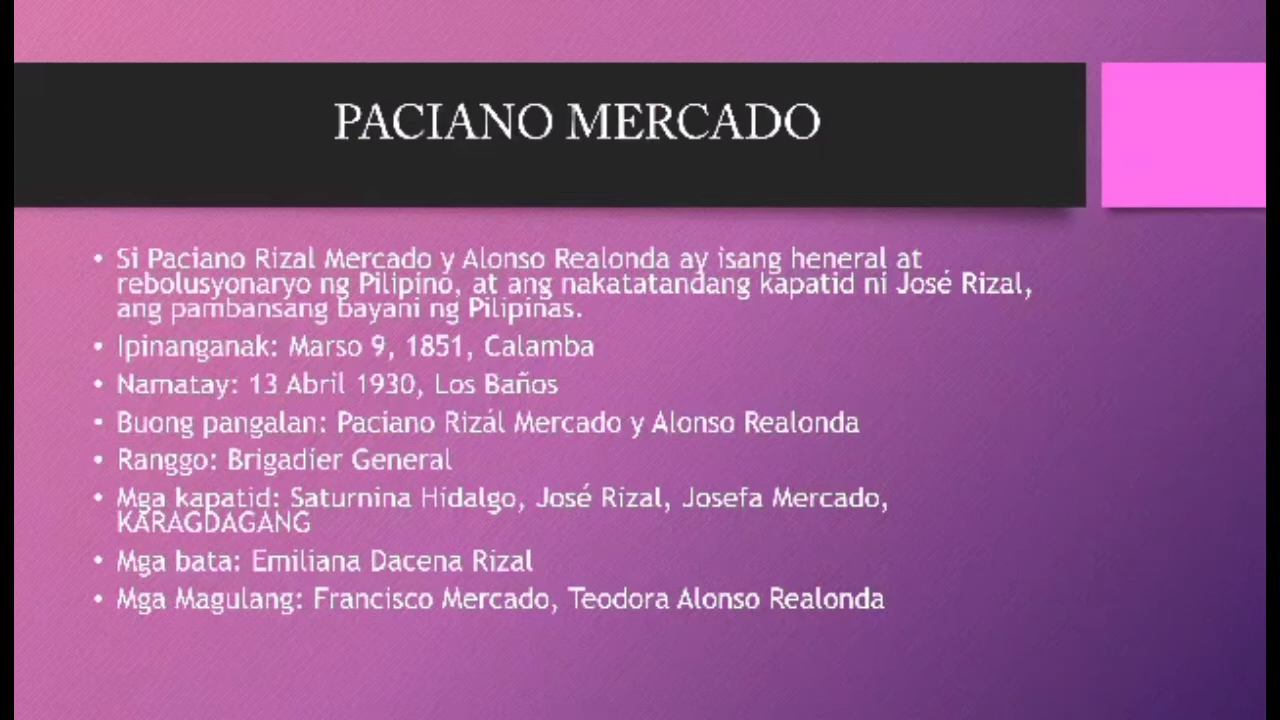 PACIANO MERCADO
• Si Paciano Rizal Mercado y Alonso Realonda ay isang heneral at
rebolusyonaryo ng Pilipino, at ang nakatatandang kapatid ni José Rizal,
ang pambansang bayani ng Pilipinas.
• Ipinanganak: Marso 9, 1851, Calamba
• Namatay: 13 Abril 1930, Los Baños
• Buong pangalan: Paciano Rizál Mercado y Alonso Realonda
• Ranggo: Brigadier General
• Mga kapatid: Saturnina Hidalgo, José Rizal, Josefa Mercado,
KARAGDAGANG
• Mga bata: Emiliana Dacena Rizal
• Mga Magulang: Francisco Mercado, Teodora Alonso Realonda